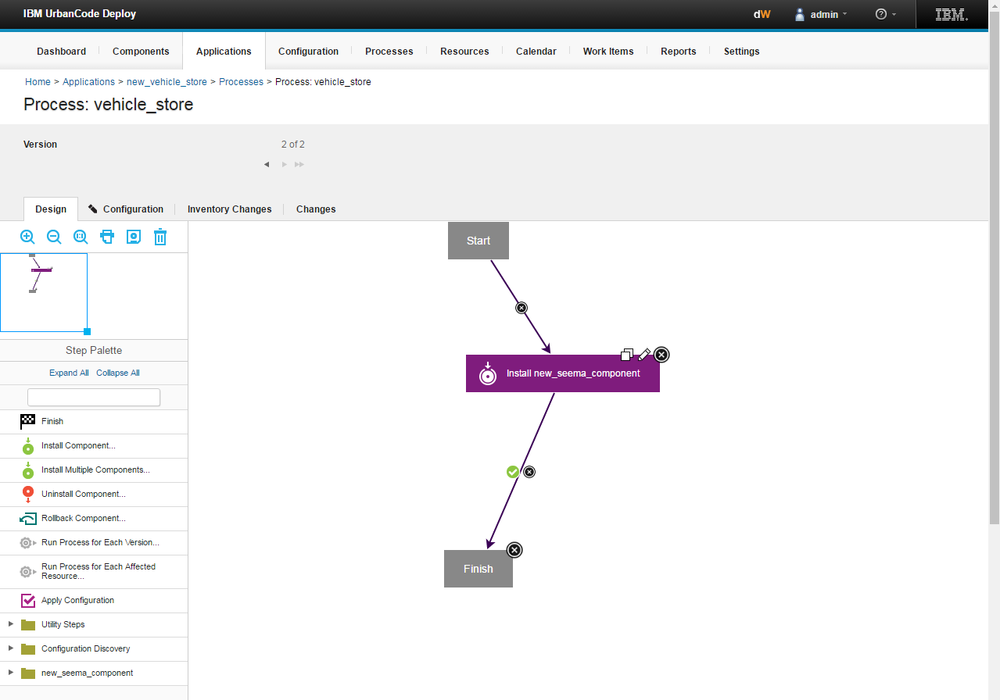 IBM UrbanCode Deploy
dW admin IBM
Dashboard Components Applications Configuration Processes Resources Calendar Work Items Reports Settings
Home > Applications > new_vehicle_store > Processes > Process: vehicle_store
Process: vehicle_store
Version 2 of 2
Design Configuration Inventory Changes Changes
Step Palette
Expand All Collapse All
Finish
Install Component...
Install Multiple Components...
Uninstall Component...
Rollback Component...
Run Process for Each Version...
Run Process for Each Affected
Resource...
Apply Configuration
Utility Steps
Configuration Discovery
new_seema_component
Start
Install new_seema_component
Finish